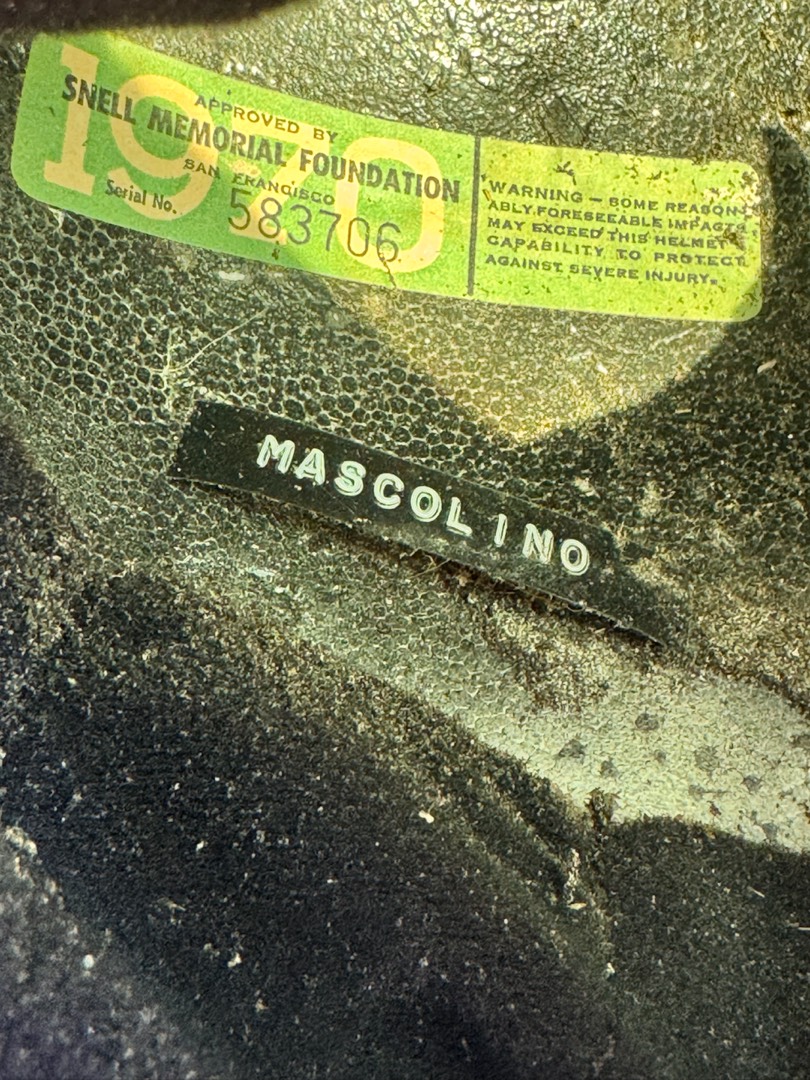 1970
APPROVED BY
SNELL MEMORIAL FOUNDATION
SAN FRANCISCO
Serial No. 583706
WARNING — SOME REASON-
ABLY FORESEEABLE IMPACTS
MAY EXCEED THIS HELMET'S
CAPABILITY TO PROTECT
AGAINST SEVERE INJURY.
MASCOLINO